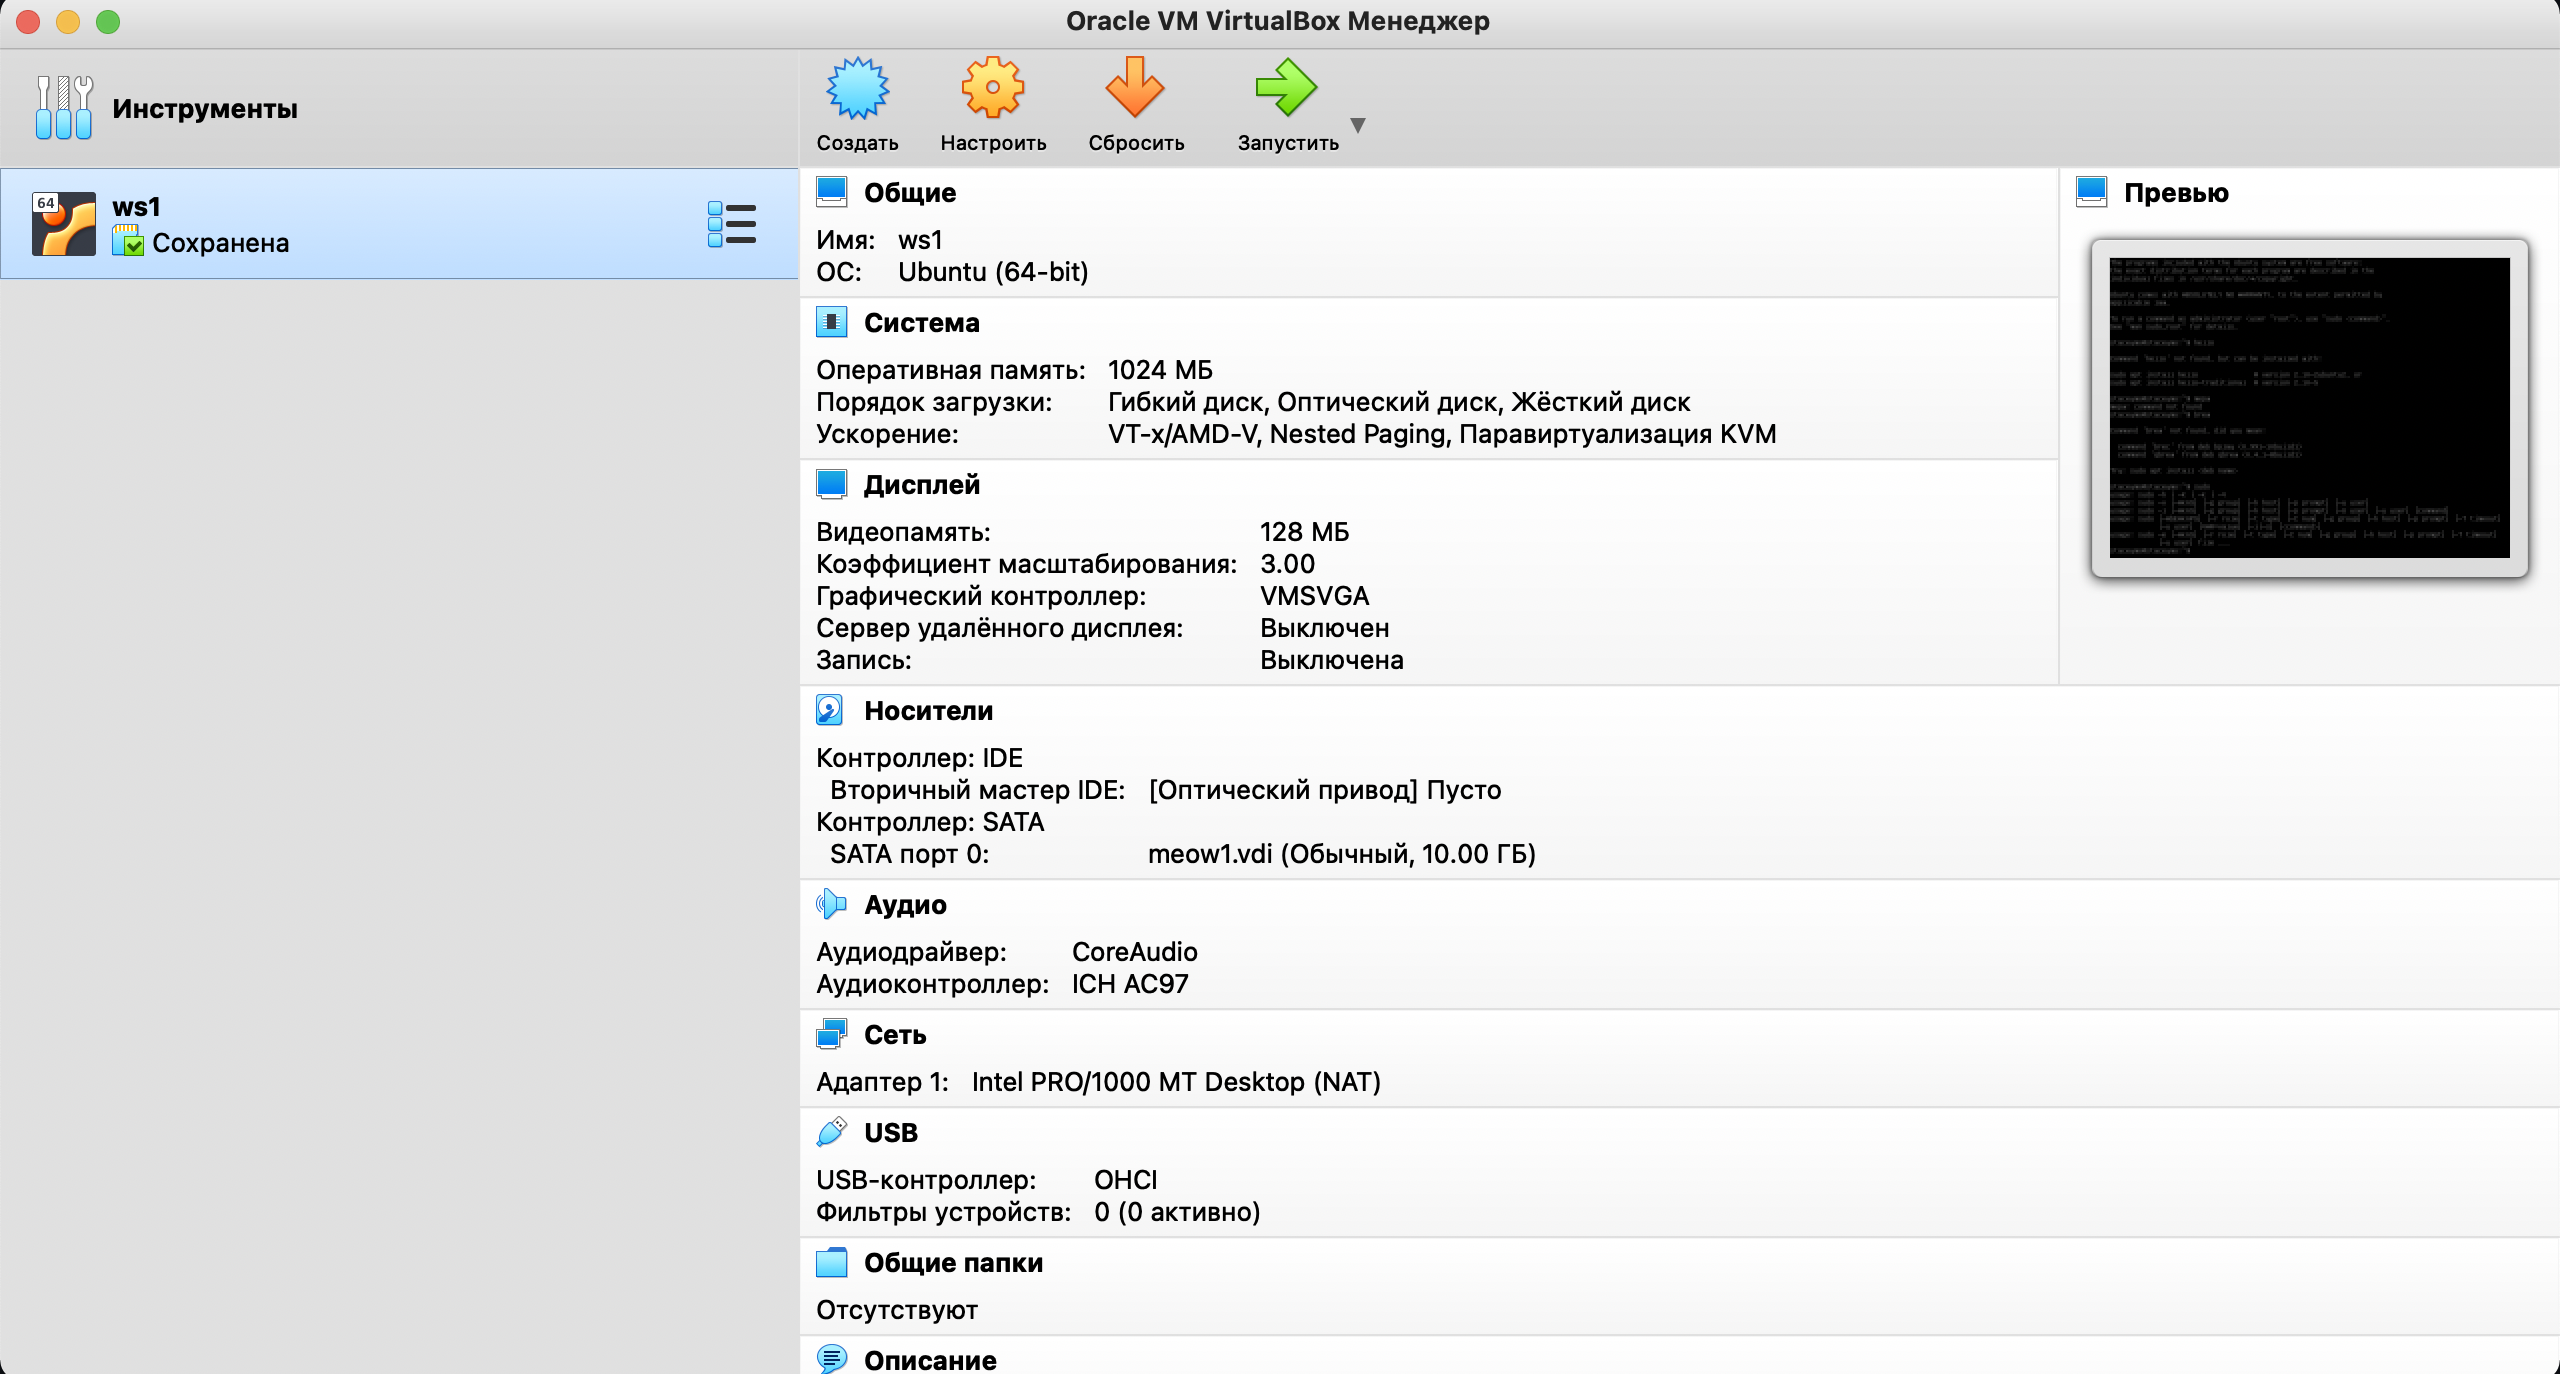 Oracle VM VirtualBox Менеджер
Инструменты
Создать
Настроить
Сбросить
Запустить
64
ws1
Сохранена
Общие
Имя: ws1
ОС: Ubuntu (64-bit)
Система
Оперативная память: 1024 МБ
Порядок загрузки: Гибкий диск, Оптический диск, Жёсткий диск
Ускорение: VT-x/AMD-V, Nested Paging, Паравиртуализация KVM
Дисплей
Видеопамять: 128 МБ
Коэффициент масштабирования: 3.00
Графический контроллер: VMSVGA
Сервер удалённого дисплея: Выключен
Запись: Выключена
Превью
Носители
Контроллер: IDE
Вторичный мастер IDE: [Оптический привод] Пусто
Контроллер: SATA
SATA порт 0: meow1.vdi (Обычный, 10.00 ГБ)
Аудио
Аудиодрайвер: CoreAudio
Аудиоконтроллер: ICH AC97
Сеть
Адаптер 1: Intel PRO/1000 MT Desktop (NAT)
USB
USB-контроллер: OHCI
Фильтры устройств: 0 (0 активно)
Общие папки
Отсутствуют
Описание